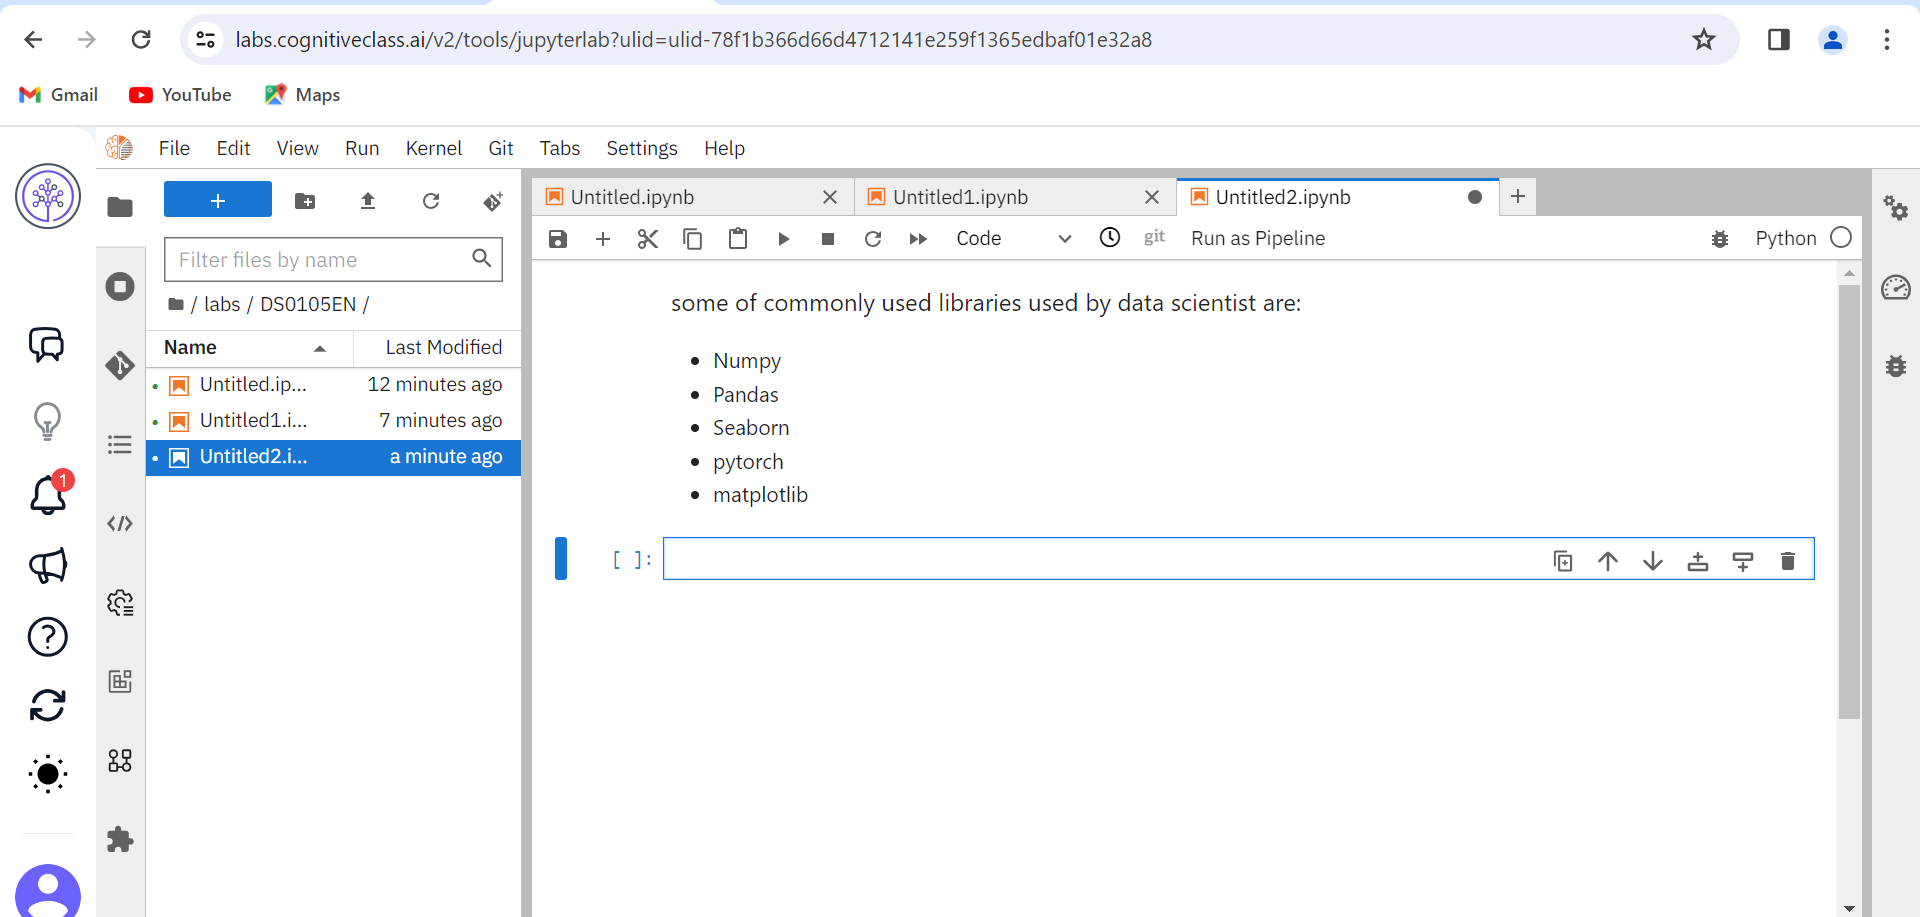 labs.cognitiveclass.ai/v2/tools/jupyterlab?ulid=ulid-78f1b366d66d4712141e259f1365edbaf01e32a8
Gmail YouTube Maps
File Edit View Run Kernel Git Tabs Settings Help
Untitled.ipynb Untitled1.ipynb Untitled2.ipynb
Code git Run as Pipeline Python
Filter files by name
/ labs / DS0105EN /
Name Last Modified
Untitled.ip... 12 minutes ago
Untitled1.i... 7 minutes ago
Untitled2.i... a minute ago
1
some of commonly used libraries used by data scientist are:
• Numpy
• Pandas
• Seaborn
• pytorch
• matplotlib
[ ]: